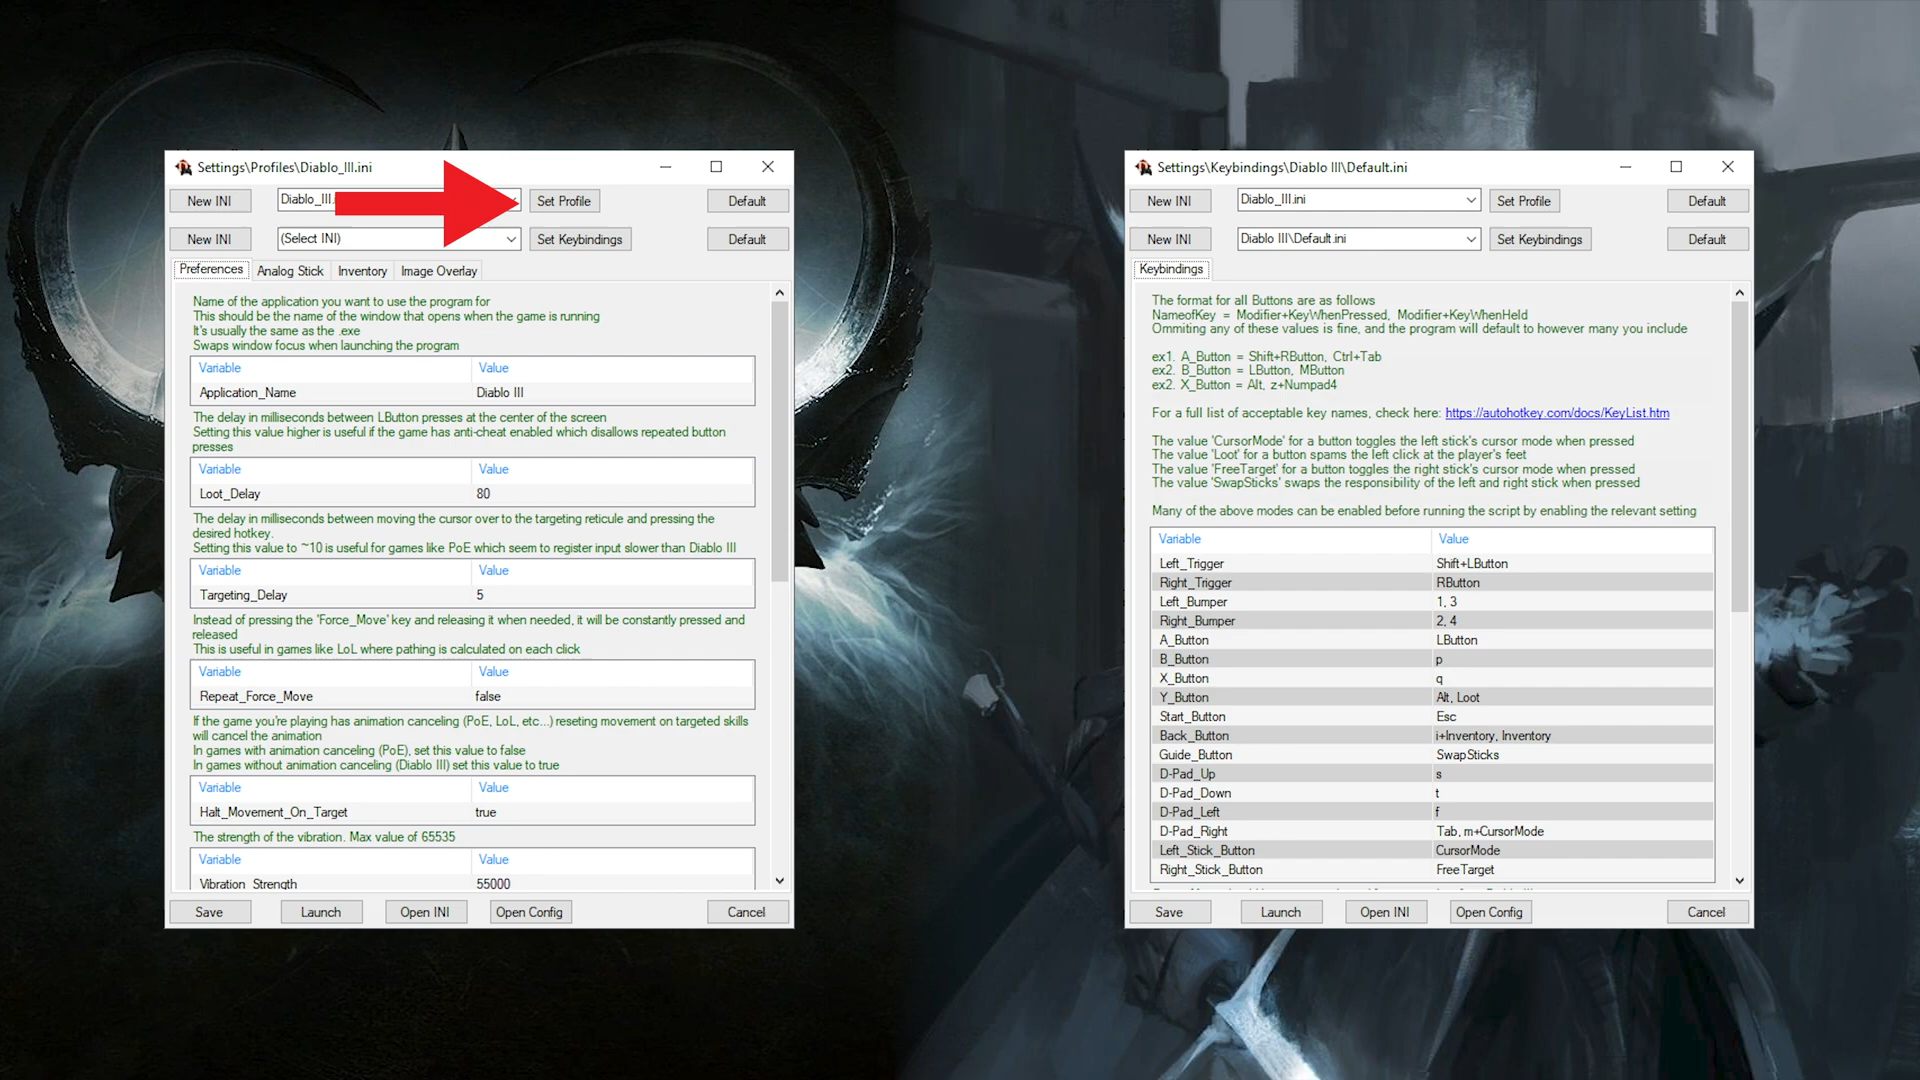 Settings\Profiles\Diablo_III.ini
New INI
Diablo_III.
Set Profile
Default
New INI
(Select INI)
Set Keybindings
Default
Preferences
Analog Stick
Inventory
Image Overlay
Name of the application you want to use the program for
This should be the name of the window that opens when the game is running
It's usually the same as the .exe
Swaps window focus when launching the program
Variable Value
Application_Name Diablo III
The delay in milliseconds between LButton presses at the center of the screen
Setting this value higher is useful if the game has anti-cheat enabled which disallows repeated button
presses
Variable Value
Loot_Delay 80
The delay in milliseconds between moving the cursor over to the targeting reticule and pressing the
desired hotkey.
Setting this value to ~10 is useful for games like PoE which seem to register input slower than Diablo III
Variable Value
Targeting_Delay 5
Instead of pressing the 'Force_Move' key and releasing it when needed, it will be constantly pressed and
released
This is useful in games like LoL where pathing is calculated on each click
Variable Value
Repeat_Force_Move false
If the game you're playing has animation canceling (PoE, LoL, etc...) reseting movement on targeted skills
will cancel the animation
In games with animation canceling (PoE), set this value to false
In games without animation canceling (Diablo III) set this value to true
Variable Value
Halt_Movement_On_Target true
The strength of the vibration. Max value of 65535
Variable Value
Vibration_Strength 55000
Save
Launch
Open INI
Open Config
Cancel
Settings\Keybindings\Diablo III\Default.ini
New INI
Diablo_III.ini
Set Profile
Default
New INI
Diablo III\Default.ini
Set Keybindings
Default
Keybindings
The format for all Buttons are as follows
NameofKey = Modifier+KeyWhenPressed, Modifier+KeyWhenHeld
Ommiting any of these values is fine, and the program will default to however many you include
ex1. A_Button = Shift+RButton, Ctrl+Tab
ex2. B_Button = LButton, MButton
ex2. X_Button = Alt, z+Numpad4
For a full list of acceptable key names, check here: https://autohotkey.com/docs/KeyList.htm
The value 'CursorMode' for a button toggles the left stick's cursor mode when pressed
The value 'Loot' for a button spams the left click at the player's feet
The value 'FreeTarget' for a button toggles the right stick's cursor mode when pressed
The value 'SwapSticks' swaps the responsibility of the left and right stick when pressed
Many of the above modes can be enabled before running the script by enabling the relevant setting
Variable Value
Left_Trigger Shift+LButton
Right_Trigger RButton
Left_Bumper 1, 3
Right_Bumper 2, 4
A_Button LButton
B_Button p
X_Button q
Y_Button Alt, Loot
Start_Button Esc
Back_Button i+Inventory, Inventory
Guide_Button SwapSticks
D-Pad_Up s
D-Pad_Down t
D-Pad_Left f
D-Pad_Right Tab, m+CursorMode
Left_Stick_Button CursorMode
Right_Stick_Button FreeTarget
Save
Launch
Open INI
Open Config
Cancel